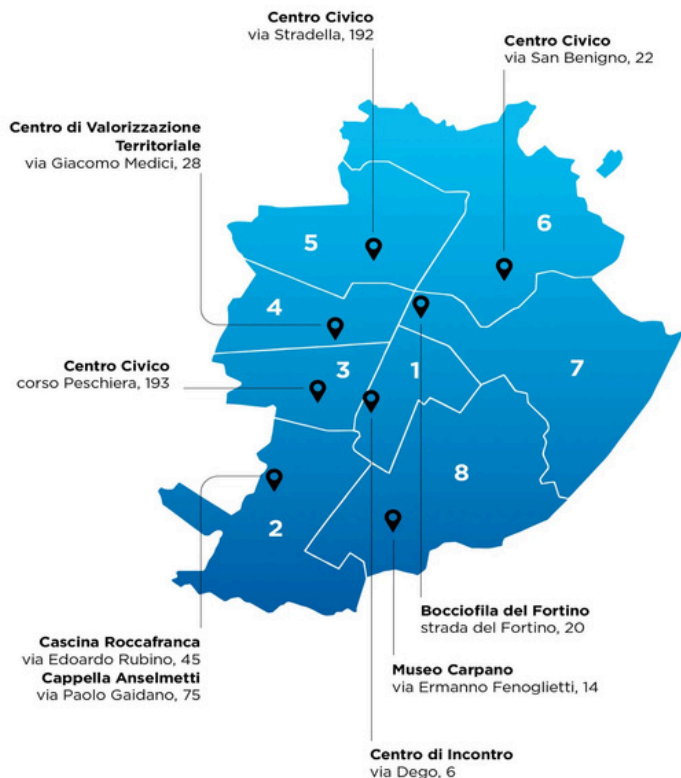 Centro Civico
via Stradella, 192
Centro Civico
via San Benigno, 22
Centro di Valorizzazione
Territoriale
via Giacomo Medici, 28
6
5
4
3
1
7
Centro Civico
corso Peschiera, 193
8
2
Bocciofila del Fortino
strada del Fortino, 20
Cascina Roccafranca
via Edoardo Rubino, 45
Cappella Anselmetti
via Paolo Gaidano, 75
Museo Carpano
via Ermanno Fenoglietti, 14
Centro di Incontro
via Dego, 6